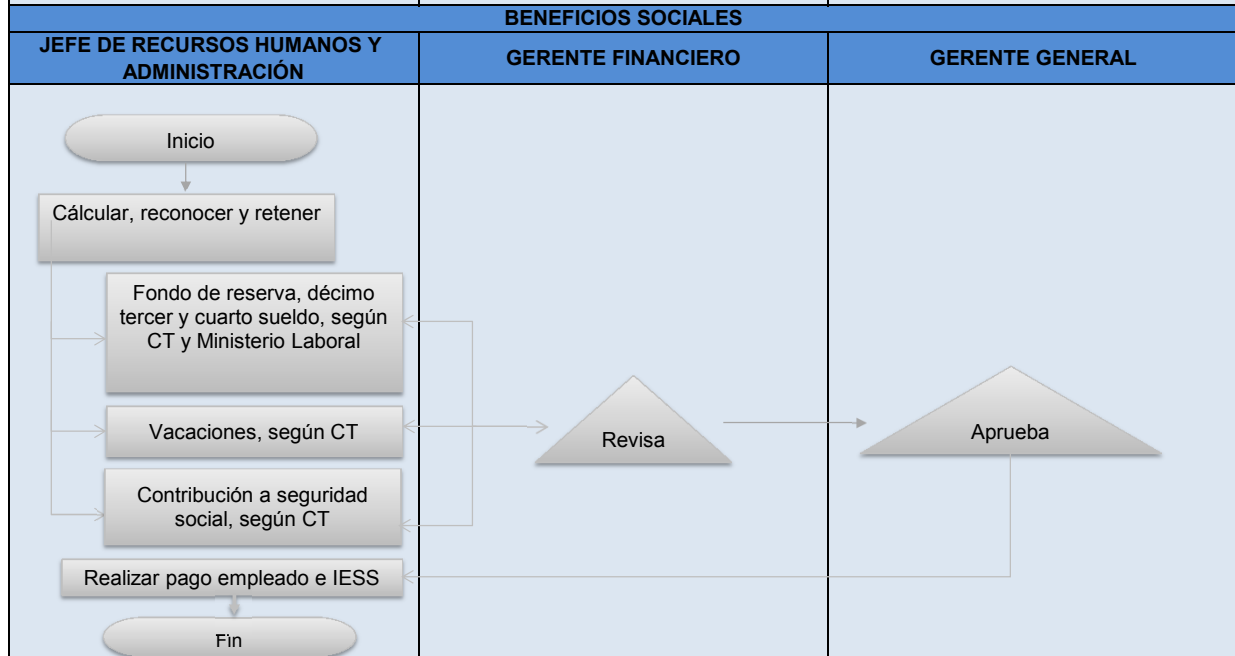 BENEFICIOS SOCIALES
JEFE DE RECURSOS HUMANOS Y
ADMINISTRACIÓN
GERENTE FINANCIERO
GERENTE GENERAL
Inicio
Cálcular, reconocer y retener
Fondo de reserva, décimo
tercer y cuarto sueldo, según
CT y Ministerio Laboral
Vacaciones, según CT
Contribución a seguridad
social, según CT
Revisa
Aprueba
Realizar pago empleado e IESS
Fin